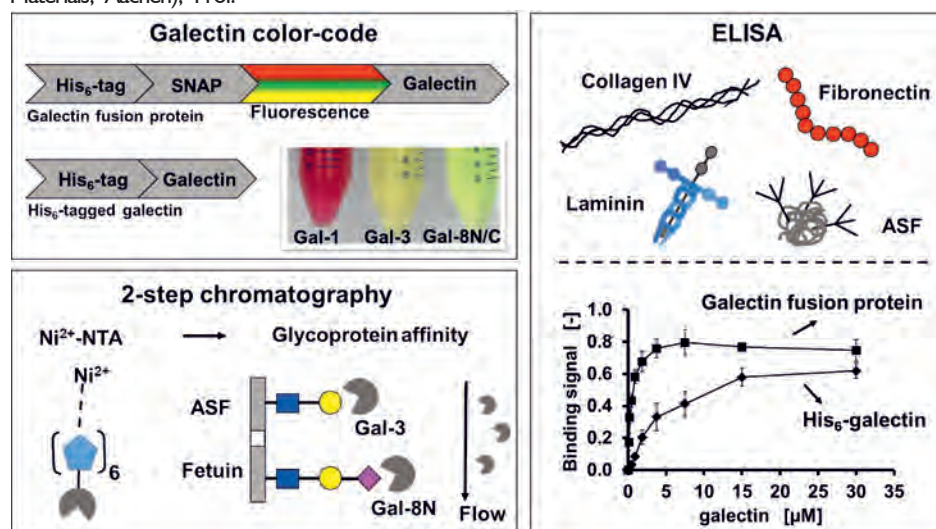 Materials, Aachen), Prof.
Galectin color-code
His6-tag
SNAP
Galectin
Galectin fusion protein
Fluorescence
His6-tag
Galectin
His6-tagged galectin
Gal-1
Gal-3
Gal-8N/C
2-step chromatography
Ni2+-NTA
Glycoprotein affinity
Ni2+
6
ASF
Gal-3
Fetuin
Gal-8N
Flow
ELISA
Collagen IV
Fibronectin
Laminin
ASF
Galectin fusion protein
His6-galectin
Binding signal [-]
1.0
0.8
0.6
0.4
0.2
0.0
0
5
10
15
20
25
30
galectin [µM]